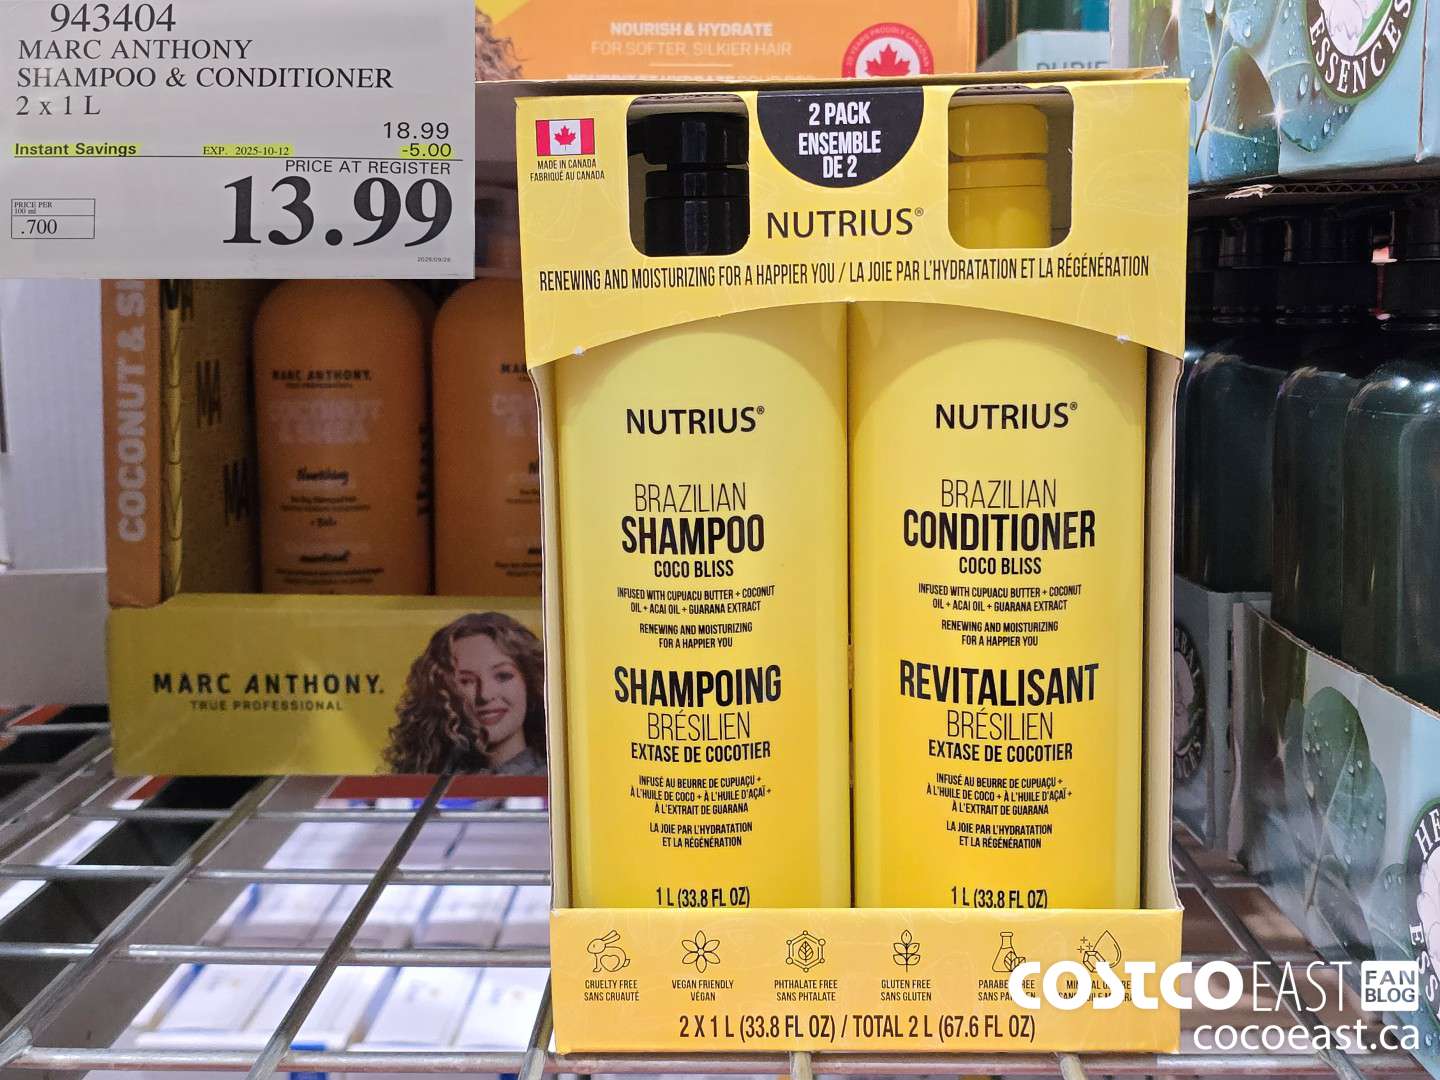 943404
MARC ANTHONY
SHAMPOO & CONDITIONER
2 x 1 L
18.99
Instant Savings EXP. 2025-10-12 -5.00
PRICE AT REGISTER
13.99
PRICE PER
100 ml
.700
NOURISH & HYDRATE
FOR SOFTER, SILKIER HAIR
ESSENCES
2 PACK
ENSEMBLE
DE 2
MADE IN CANADA
FABRIQUÉ AU CANADA
NUTRIUS®
RENEWING AND MOISTURIZING FOR A HAPPIER YOU / LA JOIE PAR L'HYDRATATION ET LA RÉGÉNÉRATION
NUTRIUS®
BRAZILIAN
SHAMPOO
COCO BLISS
INFUSED WITH CUPUACU BUTTER + COCONUT
OIL + ACAI OIL + GUARANA EXTRACT
RENEWING AND MOISTURIZING
FOR A HAPPIER YOU
SHAMPOING
BRÉSILIEN
EXTASE DE COCOTIER
INFUSÉ AU BEURRE DE CUPUAÇU +
À L'HUILE DE COCO + À L'HUILE D'AÇAÏ +
À L'EXTRAIT DE GUARANA
LA JOIE PAR L'HYDRATATION
ET LA RÉGÉNÉRATION
1 L (33.8 FL OZ)
NUTRIUS®
BRAZILIAN
CONDITIONER
COCO BLISS
INFUSED WITH CUPUACU BUTTER + COCONUT
OIL + ACAI OIL + GUARANA EXTRACT
RENEWING AND MOISTURIZING
FOR A HAPPIER YOU
REVITALISANT
BRÉSILIEN
EXTASE DE COCOTIER
INFUSÉ AU BEURRE DE CUPUAÇU +
À L'HUILE DE COCO + À L'HUILE D'AÇAÏ +
À L'EXTRAIT DE GUARANA
LA JOIE PAR L'HYDRATATION
ET LA RÉGÉNÉRATION
1 L (33.8 FL OZ)
COCONUT &
MARC ANTHONY.
COCONUT
Nourishing
MARC ANTHONY.
TRUE PROFESSIONAL
CRUELTY FREE
SANS CRUAUTÉ
VEGAN FRIENDLY
VÉGAN
PHTHALATE FREE
SANS PHTALATE
GLUTEN FREE
SANS GLUTEN
2 X 1 L (33.8 FL OZ) / TOTAL 2 L (67.6 FL OZ)
COSTCO EAST FAN BLOG
cocoeast.ca